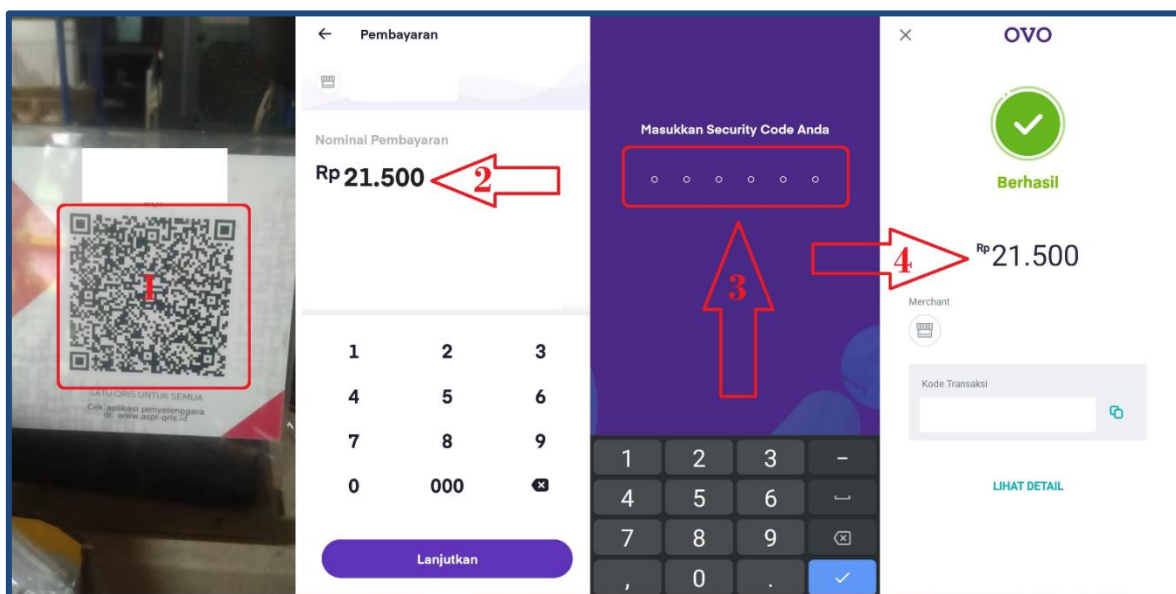 1
SATU QRIS UNTUK SEMUA
Cek aplikasi penyelenggara
di: www.aspi-qris.id
Pembayaran
Nominal Pembayaran
Rp 21.500
2
1 2 3
4 5 6
7 8 9
0 000
Lanjutkan
Masukkan Security Code Anda
3
1 2 3 –
4 5 6
7 8 9
, 0 .
OVO
Berhasil
4
Rp 21.500
Merchant
Kode Transaksi
LIHAT DETAIL